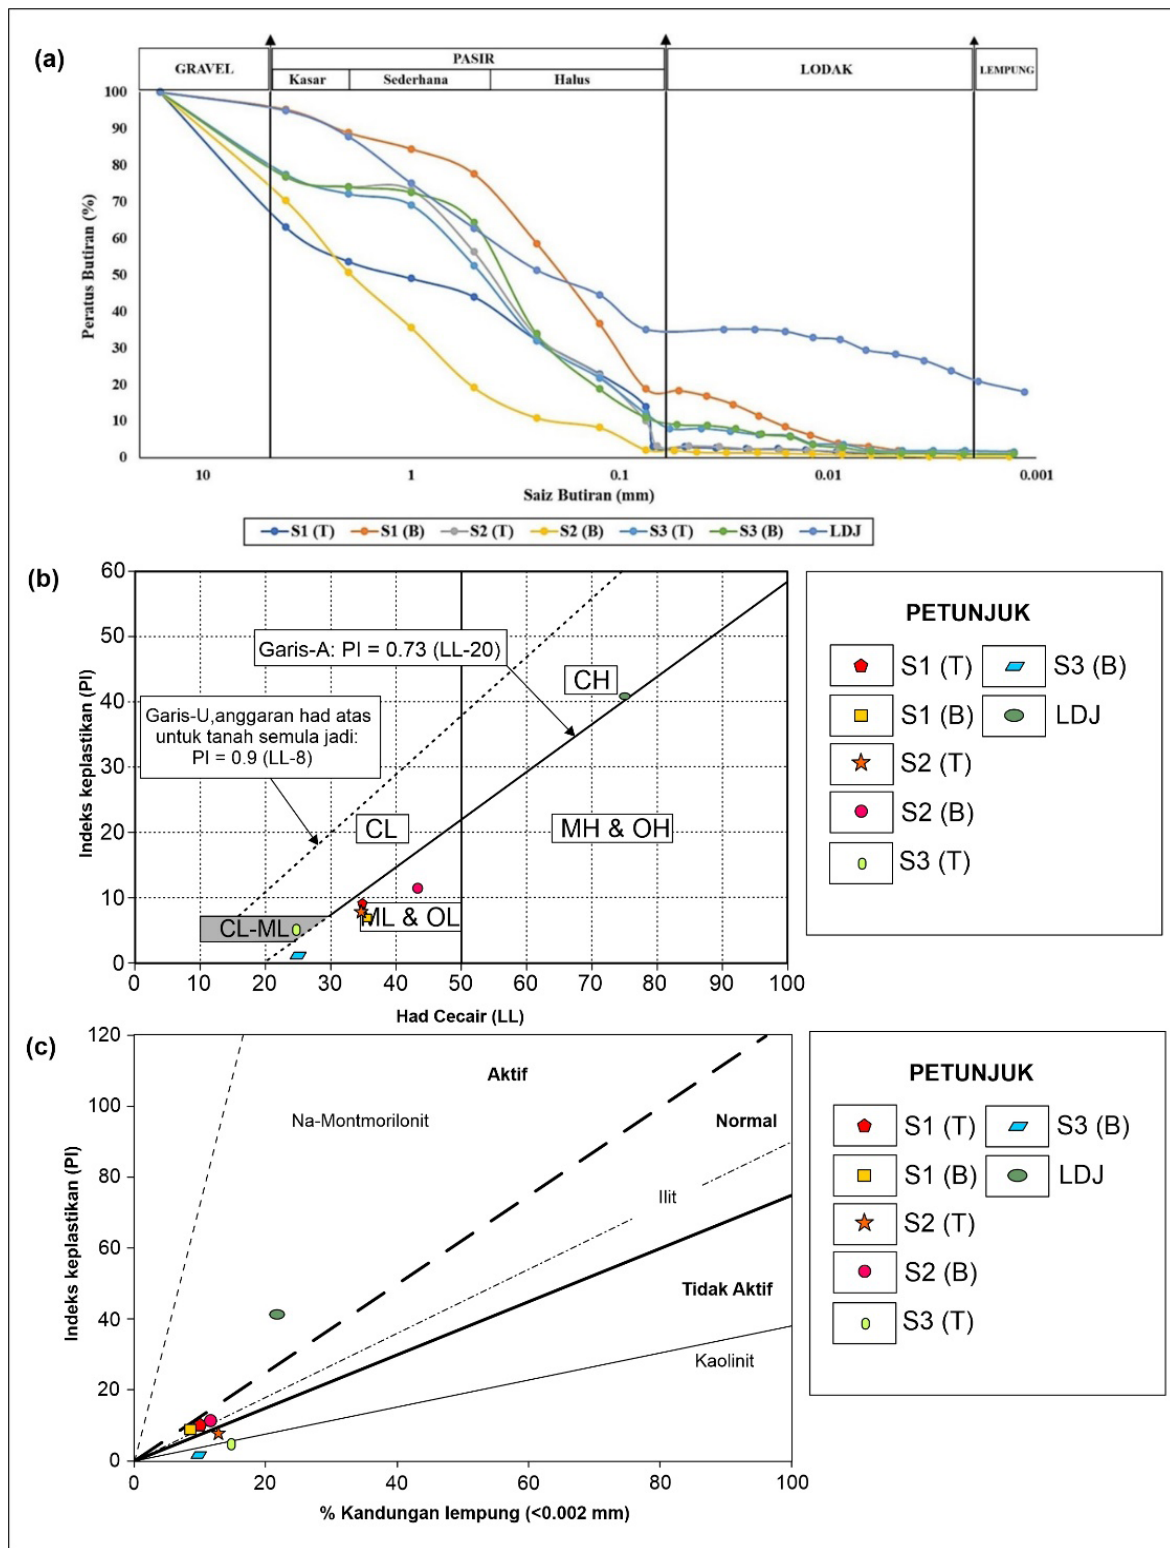 (a)
GRAVEL
PASIR
LODAK
LEMPUNG
Kasar
Sederhana
Halus
100
90
80
70
60
50
40
30
20
10
0
Peratus Butiran (%)
10
1
0.1
0.01
0.001
Saiz Butiran (mm)
S1 (T)
S1 (B)
S2 (T)
S2 (B)
S3 (T)
S3 (B)
LDJ
(b)
60
50
40
30
20
10
0
Indeks keplastikan (PI)
Garis-A: PI = 0.73 (LL-20)
Garis-U,anggaran had atas
untuk tanah semula jadi:
PI = 0.9 (LL-8)
CH
CL
MH & OH
ML & OL
CL-ML
0
10
20
30
40
50
60
70
80
90
100
Had Cecair (LL)
PETUNJUK
S1 (T)
S3 (B)
S1 (B)
LDJ
S2 (T)
S2 (B)
S3 (T)
(c)
120
100
80
60
40
20
0
Indeks keplastikan (PI)
Aktif
Na-Montmorilonit
Normal
Ilit
Tidak Aktif
Kaolinit
0
20
40
60
80
100
% Kandungan lempung (<0.002 mm)
PETUNJUK
S1 (T)
S3 (B)
S1 (B)
LDJ
S2 (T)
S2 (B)
S3 (T)